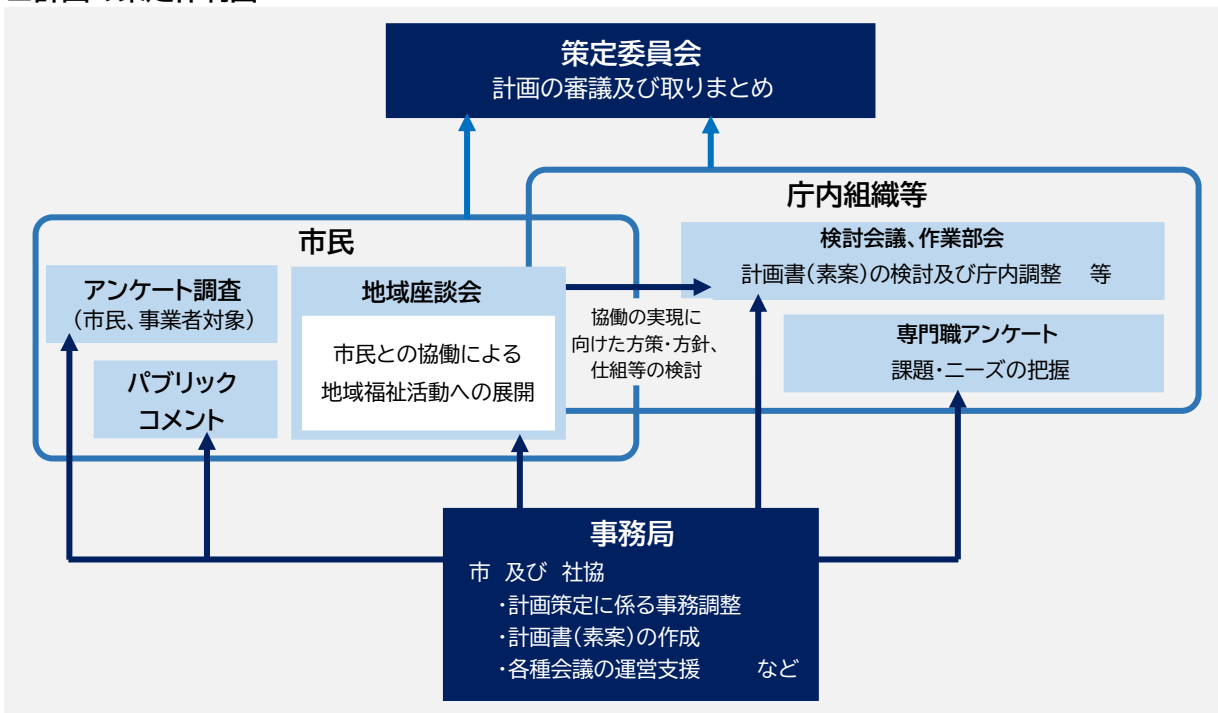 策定委員会
計画の審議及び取りまとめ
庁内組織等
検討会議、作業部会
計画書(素案)の検討及び庁内調整 等
専門職アンケート
課題・ニーズの把握
市民
アンケート調査
(市民、事業者対象)
パブリック
コメント
地域座談会
市民との協働による
地域福祉活動への展開
協働の実現に
向けた方策・方針、
仕組等の検討
事務局
市 及び 社協
・計画策定に係る事務調整
・計画書(素案)の作成
・各種会議の運営支援 など